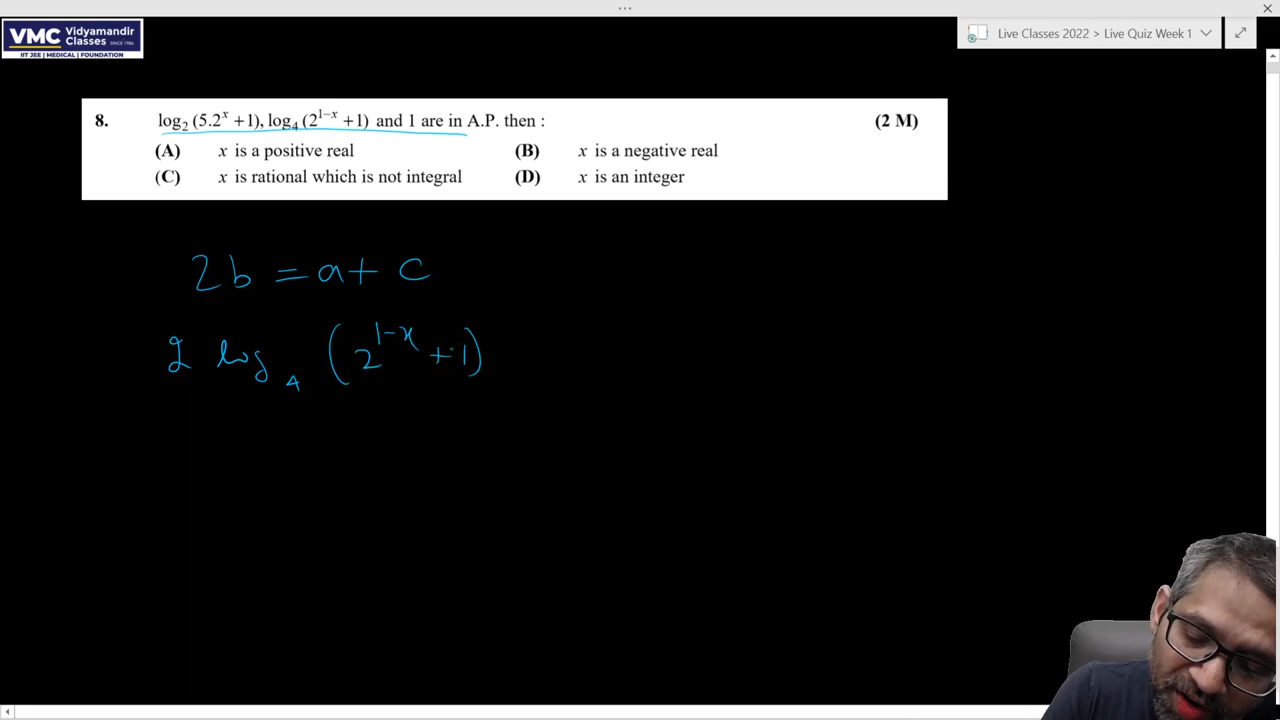 VMC Vidyamandir Classes SINCE 1986
IIT JEE | MEDICAL | FOUNDATION
Live Classes 2022 > Live Quiz Week 1
8. log₂ (5.2ˣ +1), log₄ (2¹⁻ˣ +1) and 1 are in A.P. then : (2 M)
(A) x is a positive real (B) x is a negative real
(C) x is rational which is not integral (D) x is an integer
2b = a + c
2 log₄ (2¹⁻ˣ + 1)